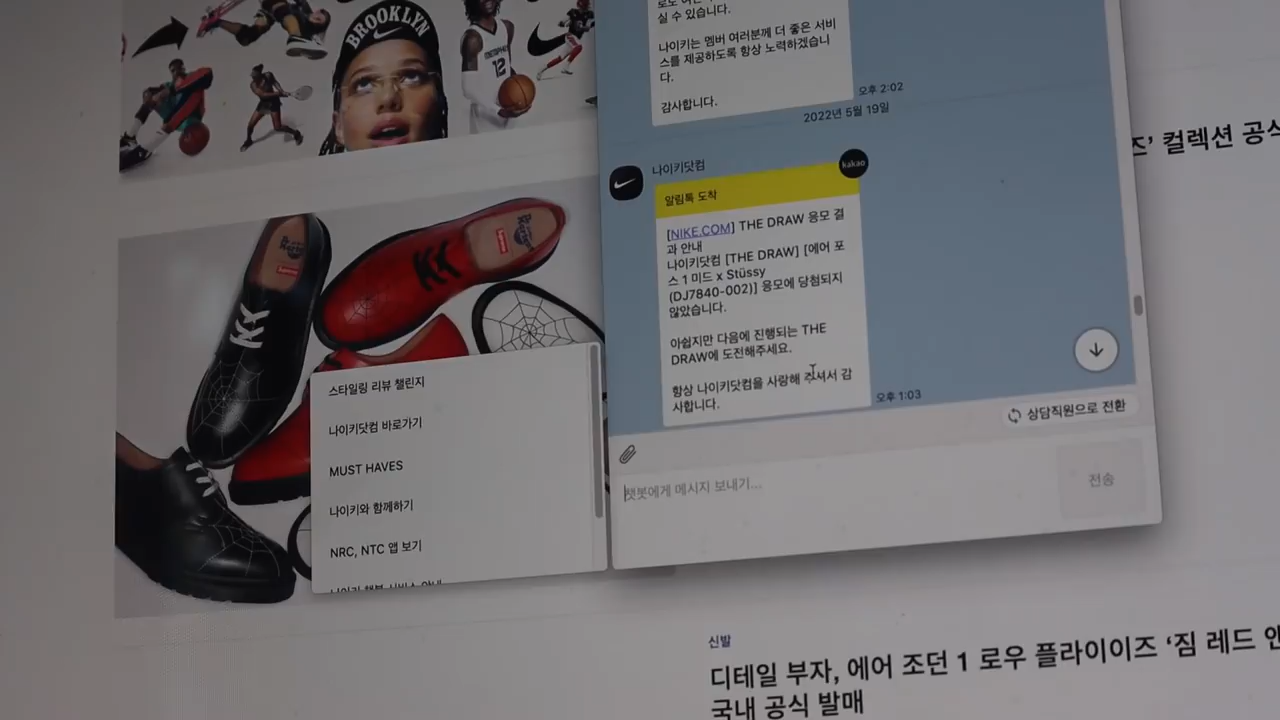 BROOKLYN
12
실 수 있습니다.
나이키는 멤버 여러분께 더 좋은 서비
스를 제공하도록 항상 노력하겠습니
다.
감사합니다.
오후 2:02
2022년 5월 19일
나이키닷컴
kakao
알림톡 도착
[NIKE.COM] THE DRAW 응모 결
과 안내
나이키닷컴 [THE DRAW] [에어 포
스 1 미드 x Stüssy
(DJ7840-002)] 응모에 당첨되지
않았습니다.
아쉽지만 다음에 진행되는 THE
DRAW에 도전해주세요.
항상 나이키닷컴을 사랑해 주셔서 감
사합니다.
오후 1:03
상담직원으로 전환
챗봇에게 메시지 보내기...
전송
즈’ 컬렉션 공식
Supreme
Supreme
스타일링 리뷰 챌린지
나이키닷컴 바로가기
MUST HAVES
나이키와 함께하기
NRC, NTC 앱 보기
신발
디테일 부자, 에어 조던 1 로우 플라이이즈 ‘짐 레드 앤
국내 공식 발매